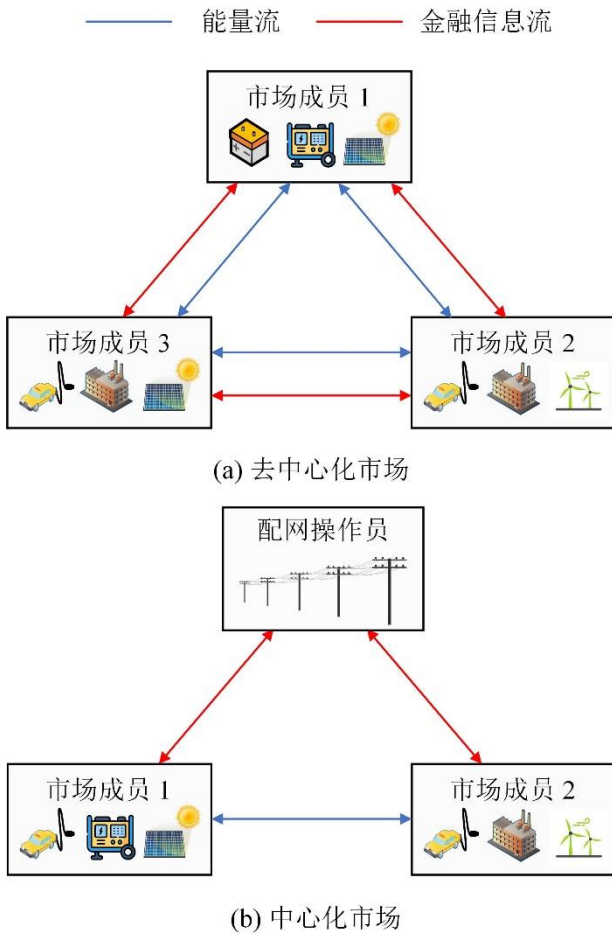 能量流 金融信息流
市场成员 1
市场成员 3
市场成员 2
(a) 去中心化市场
配网操作员
市场成员 1
市场成员 2
(b) 中心化市场